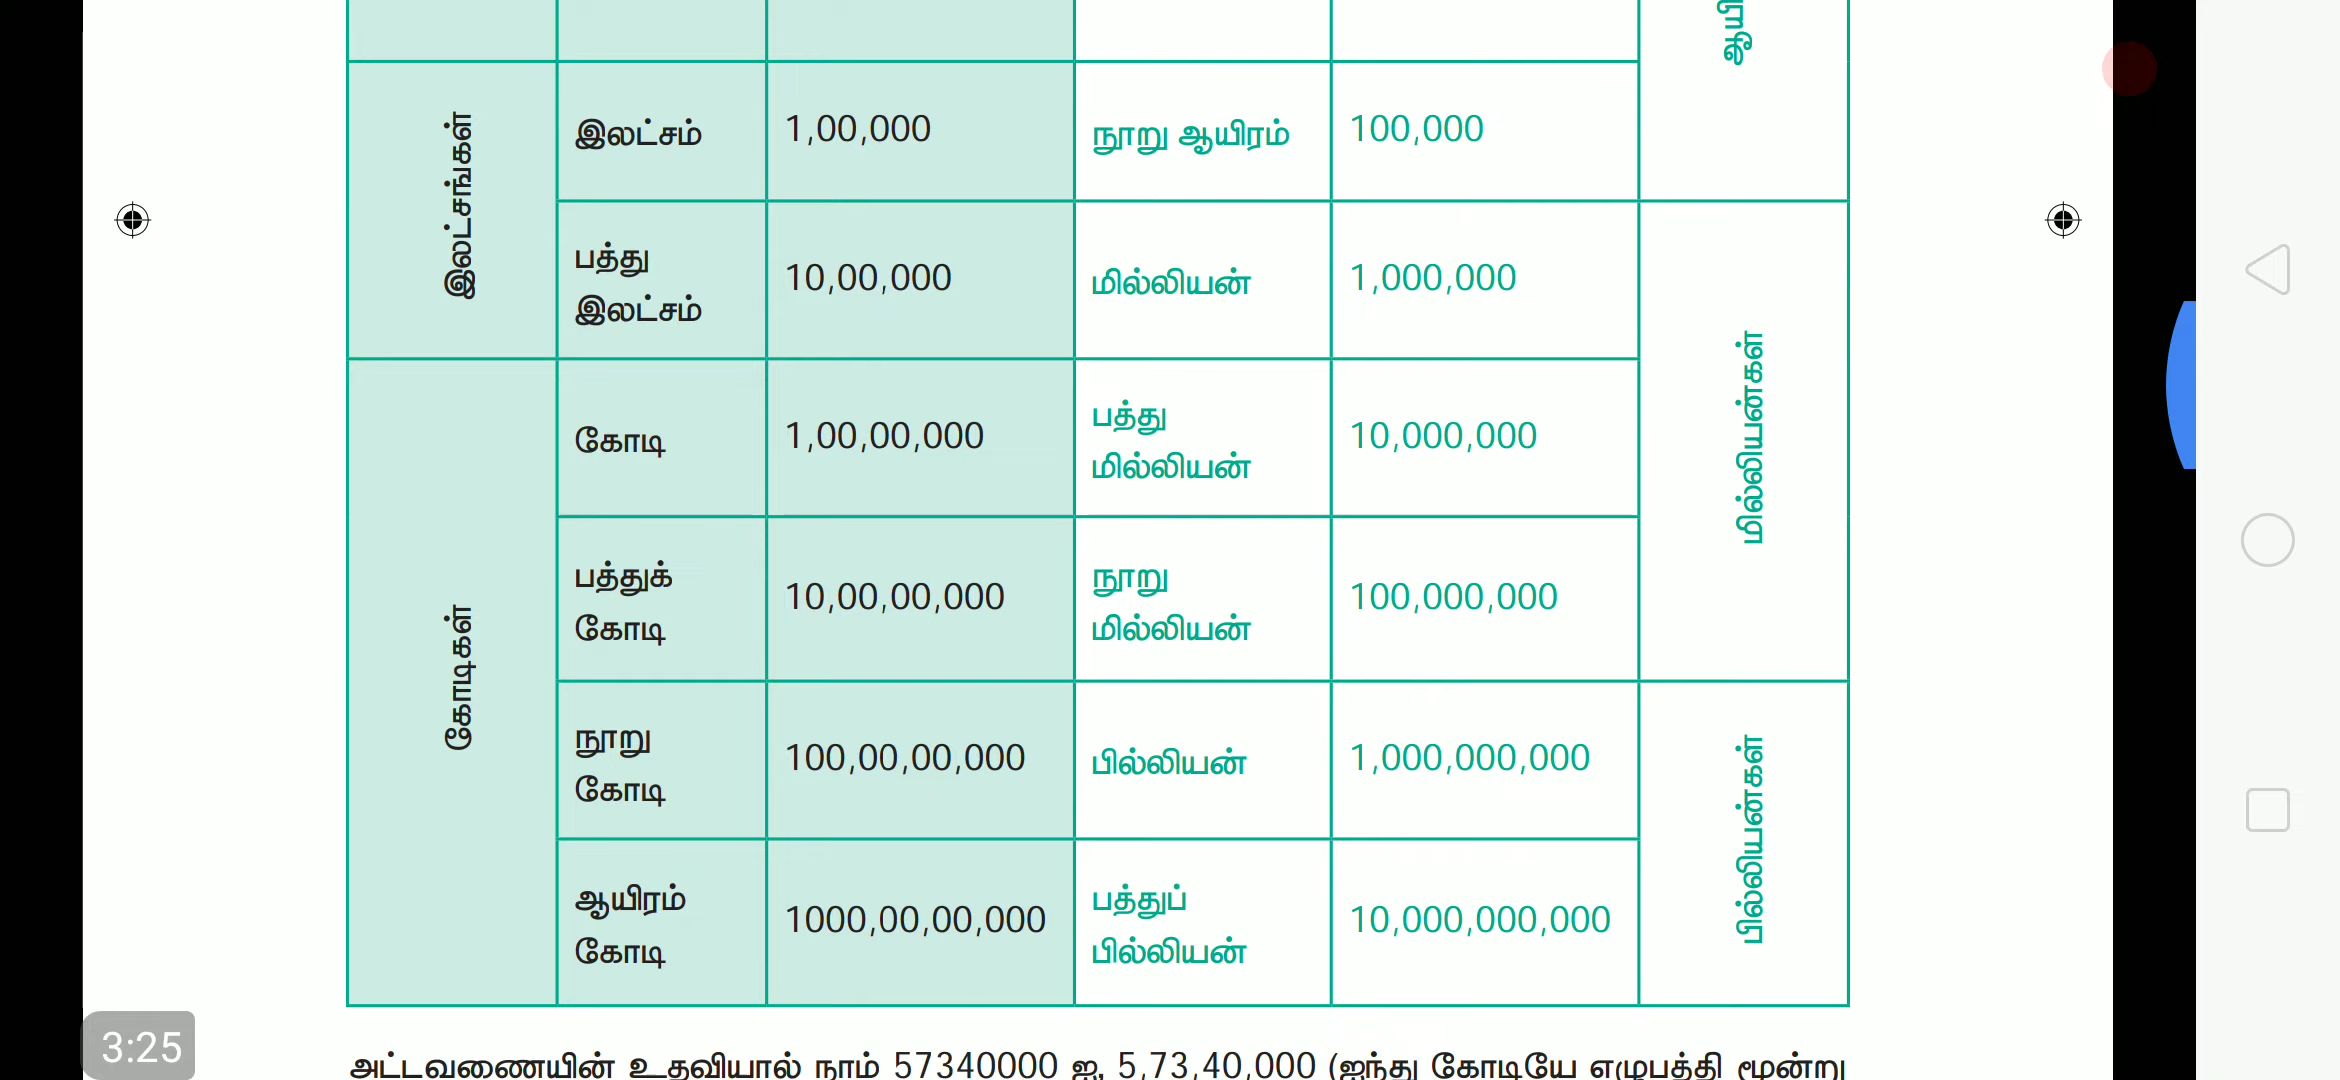 ஆயி
இலட்சங்கள்
இலட்சம்
1,00,000
நூறு ஆயிரம்
100,000
பத்து
இலட்சம்
10,00,000
மில்லியன்
1,000,000
மில்லியன்கள்
கோடிகள்
கோடி
1,00,00,000
பத்து
மில்லியன்
10,000,000
பத்துக்
கோடி
10,00,00,000
நூறு
மில்லியன்
100,000,000
நூறு
கோடி
100,00,00,000
பில்லியன்
1,000,000,000
பில்லியன்கள்
ஆயிரம்
கோடி
1000,00,00,000
பத்துப்
பில்லியன்
10,000,000,000
3:25
அட்டவணையின் உதவியால் நாம் 57340000 ஐ, 5,73,40,000 (ஐந்து கோடியே எழுபத்தி மூன்று